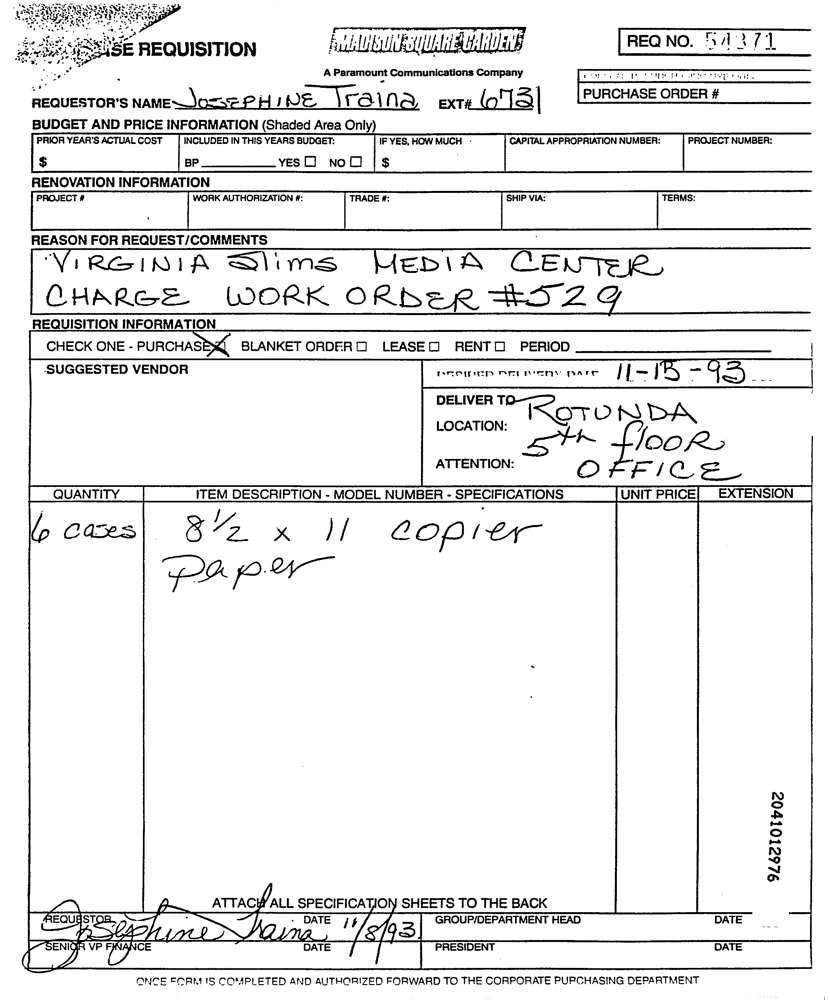 SE REQUISITION
MADISON SQUARE GARDEN
REQ NO. 54371
A Paramount Communications Company
REQUESTOR'S NAME JOSEPHINE Traina EXT# 6731
PURCHASE ORDER #
BUDGET AND PRICE INFORMATION (Shaded Area Only)
PRIOR YEAR'S ACTUAL COST INCLUDED IN THIS YEARS BUDGET: IF YES, HOW MUCH CAPITAL APPROPRIATION NUMBER: PROJECT NUMBER:
$ BP YES ☐ NO ☐ $
RENOVATION INFORMATION
PROJECT # WORK AUTHORIZATION #: TRADE #: SHIP VIA: TERMS:
REASON FOR REQUEST/COMMENTS
VIRGINIA Slims MEDIA CENTER
CHARGE WORK ORDER #529
REQUISITION INFORMATION
CHECK ONE - PURCHASE ☒ BLANKET ORDER ☐ LEASE ☐ RENT ☐ PERIOD
SUGGESTED VENDOR
DELIVERY DATE 11-15-93
DELIVER TO ROTUNDA
LOCATION: 5th floor
ATTENTION: OFFICE
QUANTITY ITEM DESCRIPTION - MODEL NUMBER - SPECIFICATIONS UNIT PRICE EXTENSION
6 cases 8 1/2 x 11 copier
paper
2041012976
ATTACH ALL SPECIFICATION SHEETS TO THE BACK
REQUESTOR DATE GROUP/DEPARTMENT HEAD DATE
Josephine Traina 11/8/93
SENIOR VP FINANCE DATE PRESIDENT DATE
ONCE FORM IS COMPLETED AND AUTHORIZED FORWARD TO THE CORPORATE PURCHASING DEPARTMENT